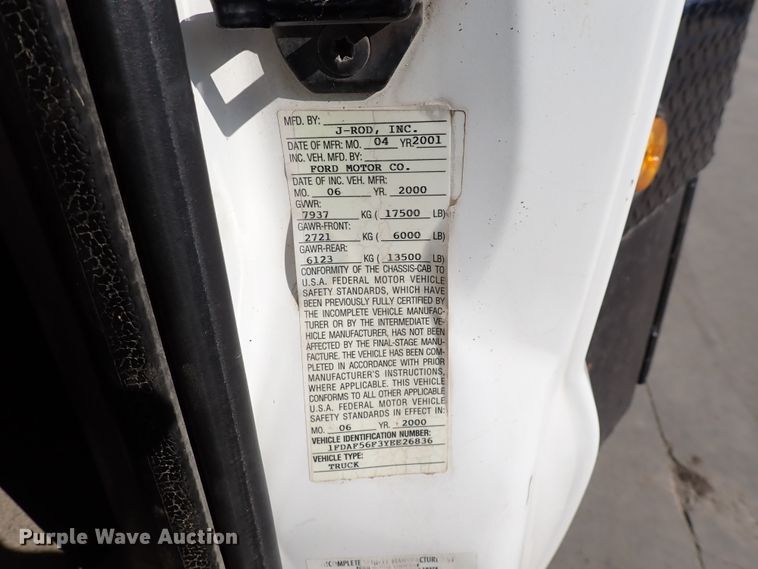 MFD. BY:
J-ROD, INC.
DATE OF MFR: MO. 04 YR. 2001
INC. VEH. MFD. BY:
FORD MOTOR CO.
DATE OF INC. VEH. MFR:
MO. 06 YR. 2000
GVWR:
7937 KG ( 17500 LB)
GAWR-FRONT:
2721 KG ( 6000 LB)
GAWR-REAR:
6123 KG ( 13500 LB)
CONFORMITY OF THE CHASSIS-CAB TO
U.S.A. FEDERAL MOTOR VEHICLE
SAFETY STANDARDS, WHICH HAVE
BEEN PREVIOUSLY FULLY CERTIFIED BY
THE INCOMPLETE VEHICLE MANUFAC-
TURER OR BY THE INTERMEDIATE VE-
HICLE MANUFACTURER, HAS NOT BEEN
AFFECTED BY THE FINAL-STAGE MANU-
FACTURE. THE VEHICLE HAS BEEN COM-
PLETED IN ACCORDANCE WITH PRIOR
MANUFACTURER'S INSTRUCTIONS,
WHERE APPLICABLE. THIS VEHICLE
CONFORMS TO ALL OTHER APPLICABLE
U.S.A. FEDERAL MOTOR VEHICLE
SAFETY STANDARDS IN EFFECT IN:
MO. 06 YR. 2000
VEHICLE IDENTIFICATION NUMBER:
1FDAF56F3YEE26836
VEHICLE TYPE:
TRUCK
Purple Wave Auction